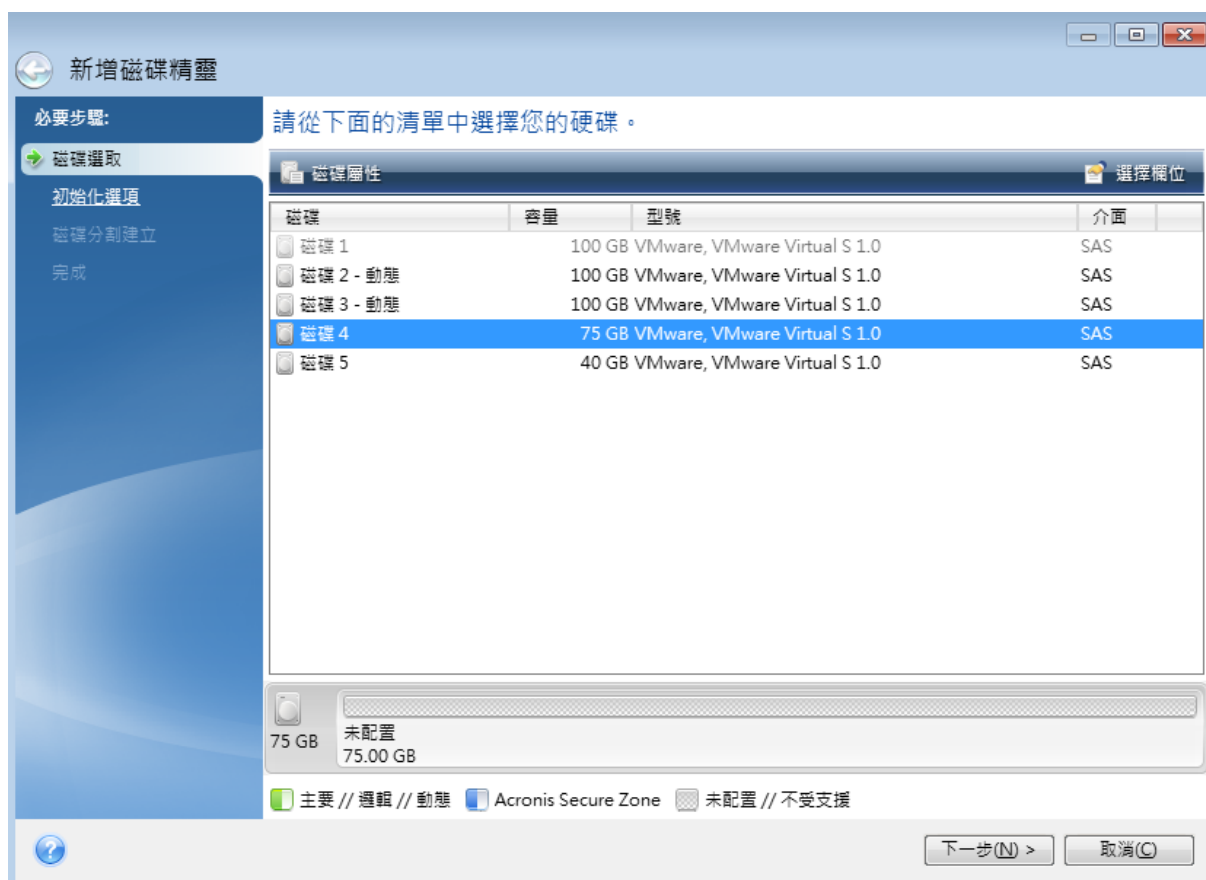 新增磁碟精靈
必要步驟:
磁碟選取
初始化選項
磁碟分割建立
完成
請從下面的清單中選擇您的硬碟。
磁碟屬性 選擇欄位
磁碟 容量 型號 介面
磁碟 1 100 GB VMware, VMware Virtual S 1.0 SAS
磁碟 2 - 動態 100 GB VMware, VMware Virtual S 1.0 SAS
磁碟 3 - 動態 100 GB VMware, VMware Virtual S 1.0 SAS
磁碟 4 75 GB VMware, VMware Virtual S 1.0 SAS
磁碟 5 40 GB VMware, VMware Virtual S 1.0 SAS
未配置
75 GB 75.00 GB
主要 // 邏輯 // 動態 Acronis Secure Zone 未配置 // 不受支援
下一步(N) > 取消(C)